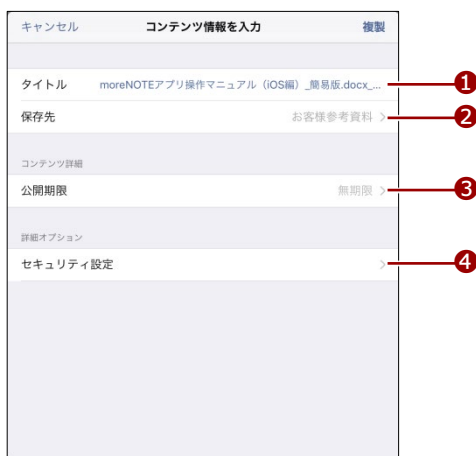 キャンセル コンテンツ情報を入力 複製
タイトル moreNOTEアプリ操作マニュアル（iOS編）_簡易版.docx_... 1
保存先 お客様参考資料 > 2
コンテンツ詳細
公開期限 無期限 > 3
詳細オプション
セキュリティ設定 > 4